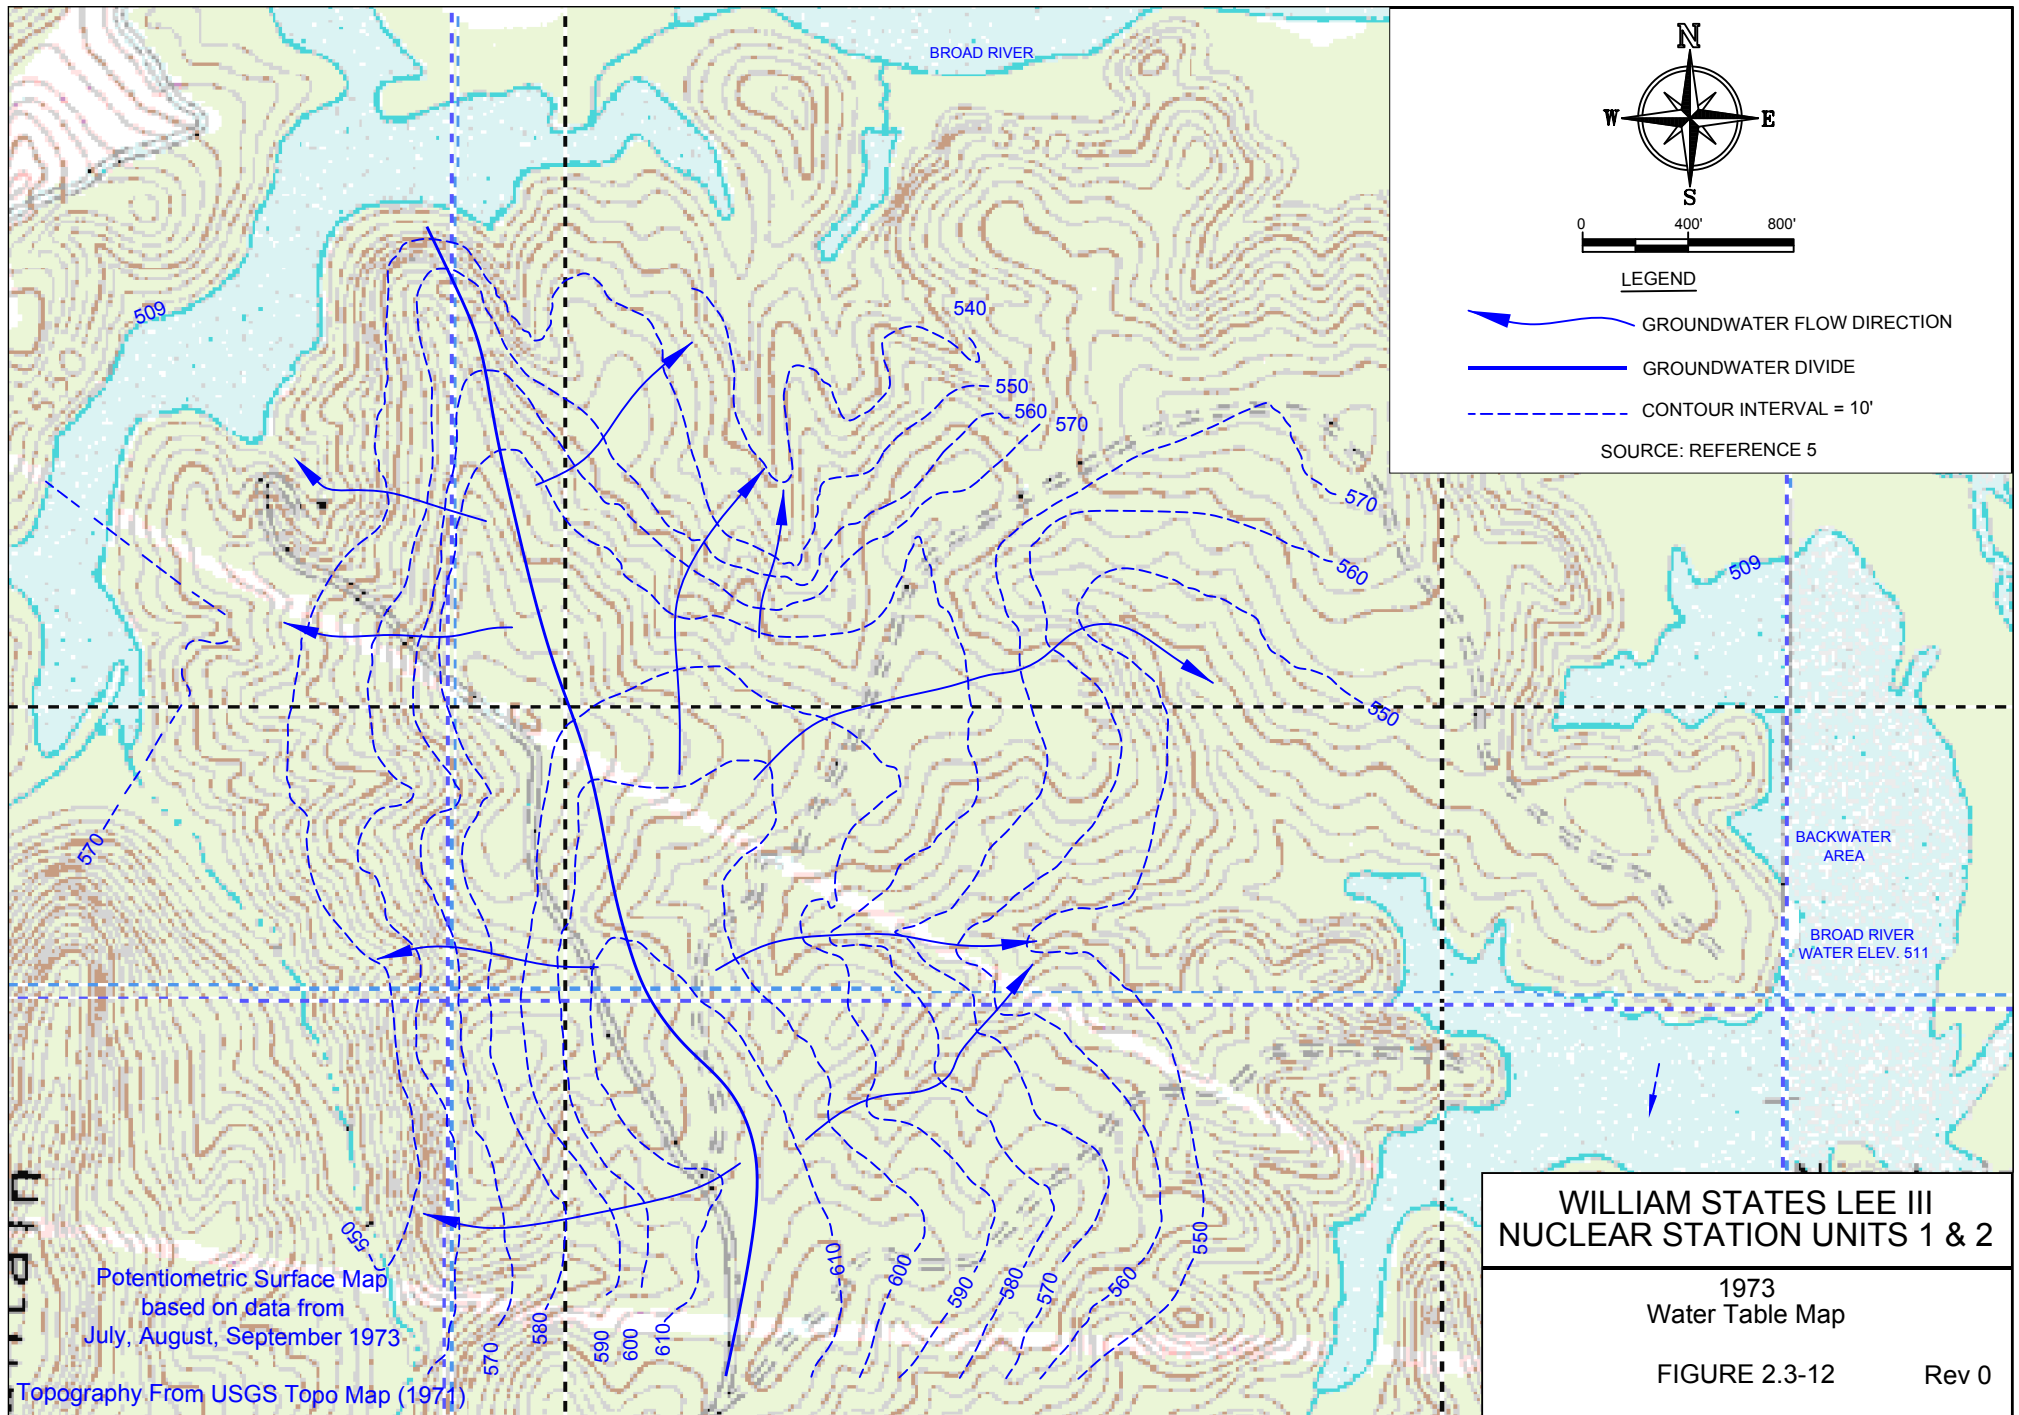 BROAD RIVER
N
W
E
S
0 400' 800'
LEGEND
GROUNDWATER FLOW DIRECTION
GROUNDWATER DIVIDE
CONTOUR INTERVAL = 10'
SOURCE: REFERENCE 5
509
540
550
560
570
570
560
509
550
570
BACKWATER
AREA
BROAD RIVER
WATER ELEV. 511
550
610
600
590
580
570
560
550
570
580
590
600
610
Potentiometric Surface Map
based on data from
July, August, September 1973
Topography From USGS Topo Map (1971)
WILLIAM STATES LEE III
NUCLEAR STATION UNITS 1 & 2
1973
Water Table Map
FIGURE 2.3-12 Rev 0